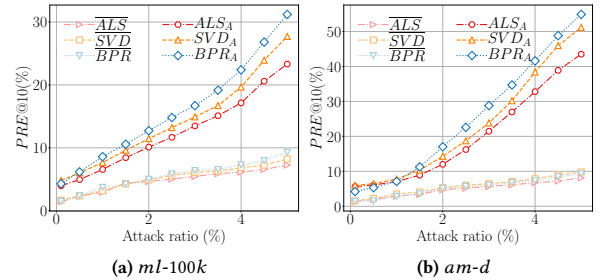 PRE@10(%)
30
20
10
0
0
2
4
Attack ratio (%)
ALS
SVD
BPR
ALS_A
SVD_A
BPR_A
(a) ml-100k
PRE@10(%)
50
40
30
20
10
0
0
2
4
Attack ratio (%)
ALS
SVD
BPR
ALS_A
SVD_A
BPR_A
(b) am-d